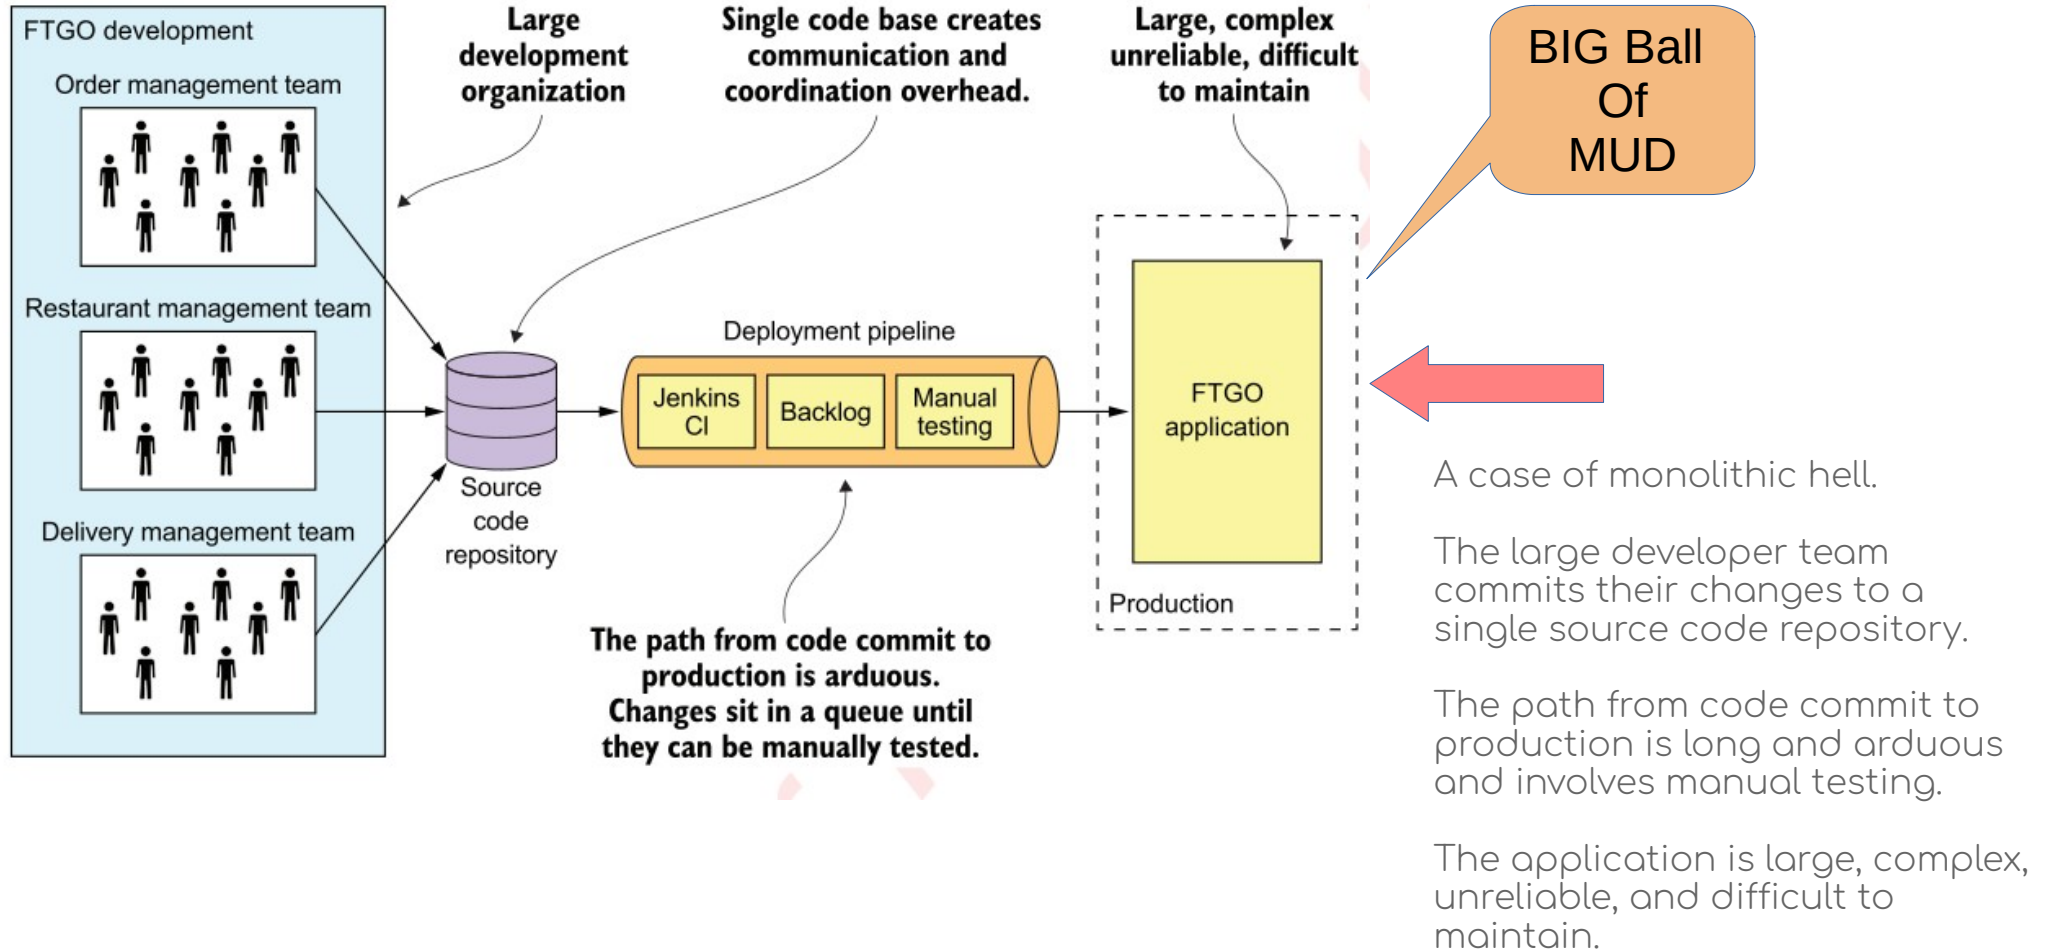 FTGO development
Order management team
Restaurant management team
Delivery management team
Large
development
organization
Single code base creates
communication and
coordination overhead.
Large, complex
unreliable, difficult
to maintain
BIG Ball
Of
MUD
Source
code
repository
Deployment pipeline
Jenkins
CI
Backlog
Manual
testing
FTGO
application
Production
The path from code commit to
production is arduous.
Changes sit in a queue until
they can be manually tested.
A case of monolithic hell.
The large developer team
commits their changes to a
single source code repository.
The path from code commit to
production is long and arduous
and involves manual testing.
The application is large, complex,
unreliable, and difficult to
maintain.